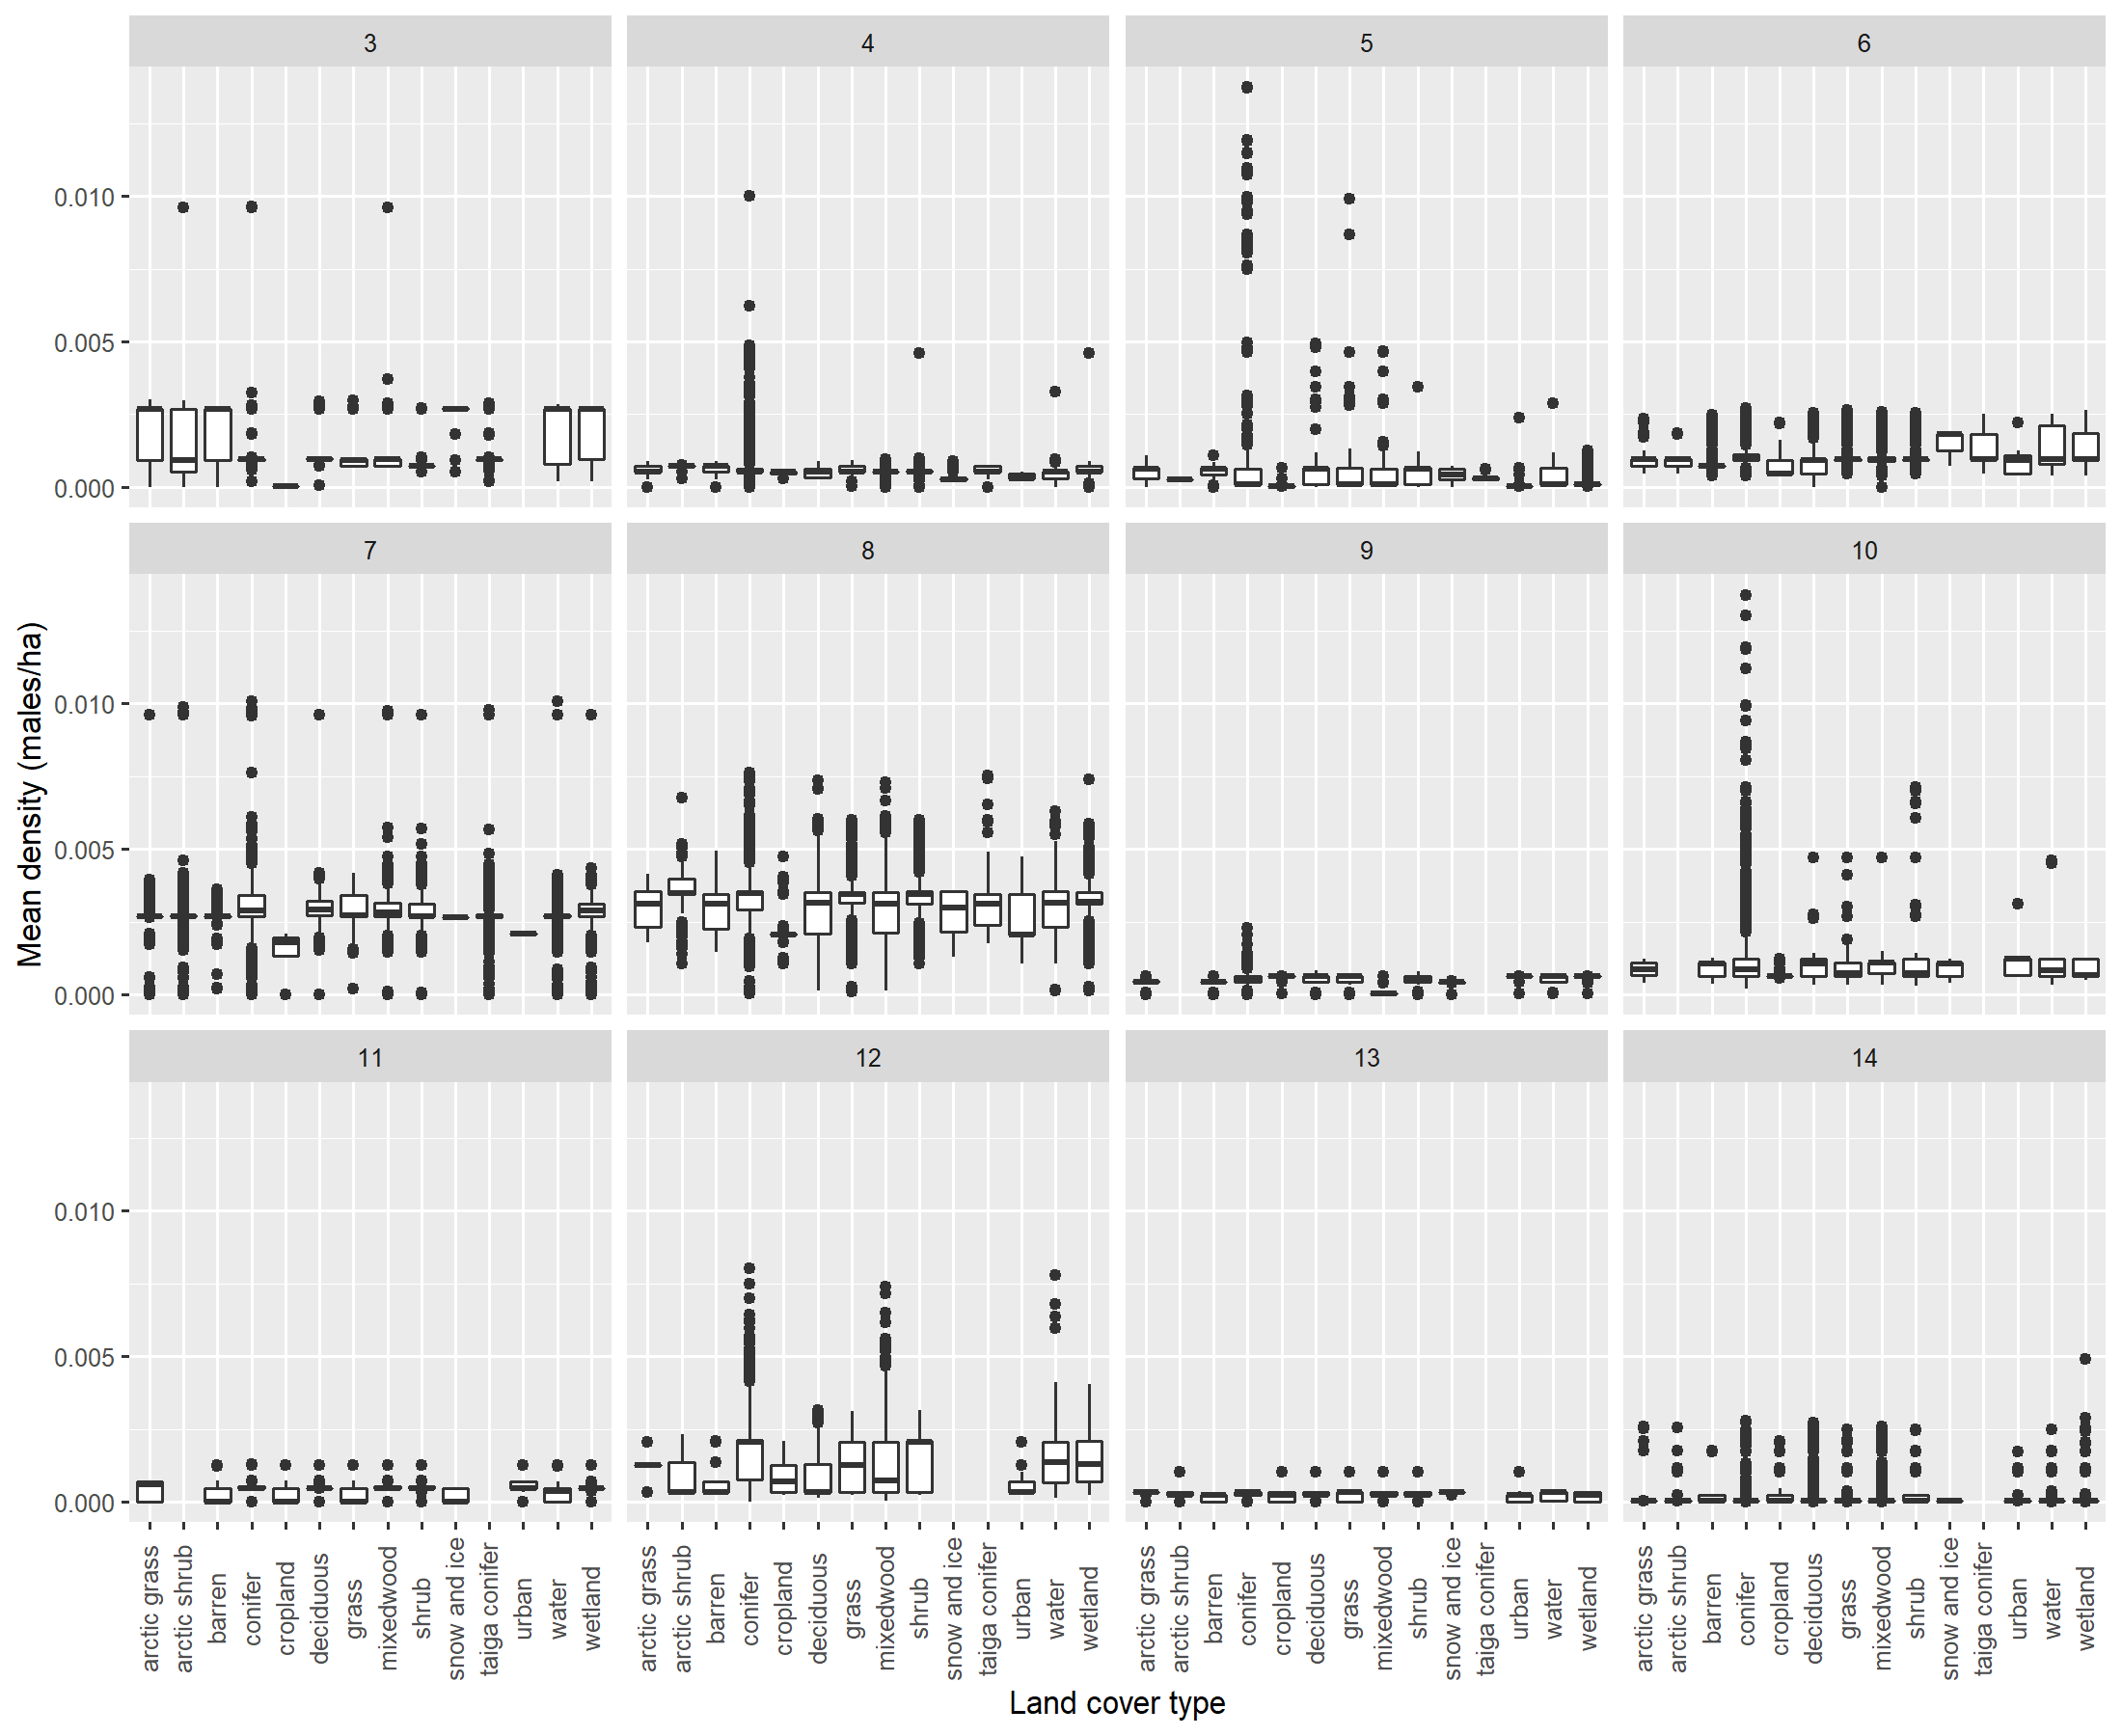 3 4 5 6
0.010
0.005
0.000
7 8 9 10
0.010
0.005
0.000
11 12 13 14
0.010
0.005
0.000
Mean density (males/ha)
arctic grass arctic shrub barren conifer cropland deciduous grass mixedwood shrub snow and ice taiga conifer urban water wetland
arctic grass arctic shrub barren conifer cropland deciduous grass mixedwood shrub snow and ice taiga conifer urban water wetland
arctic grass arctic shrub barren conifer cropland deciduous grass mixedwood shrub snow and ice taiga conifer urban water wetland
arctic grass arctic shrub barren conifer cropland deciduous grass mixedwood shrub snow and ice taiga conifer urban water wetland
Land cover type